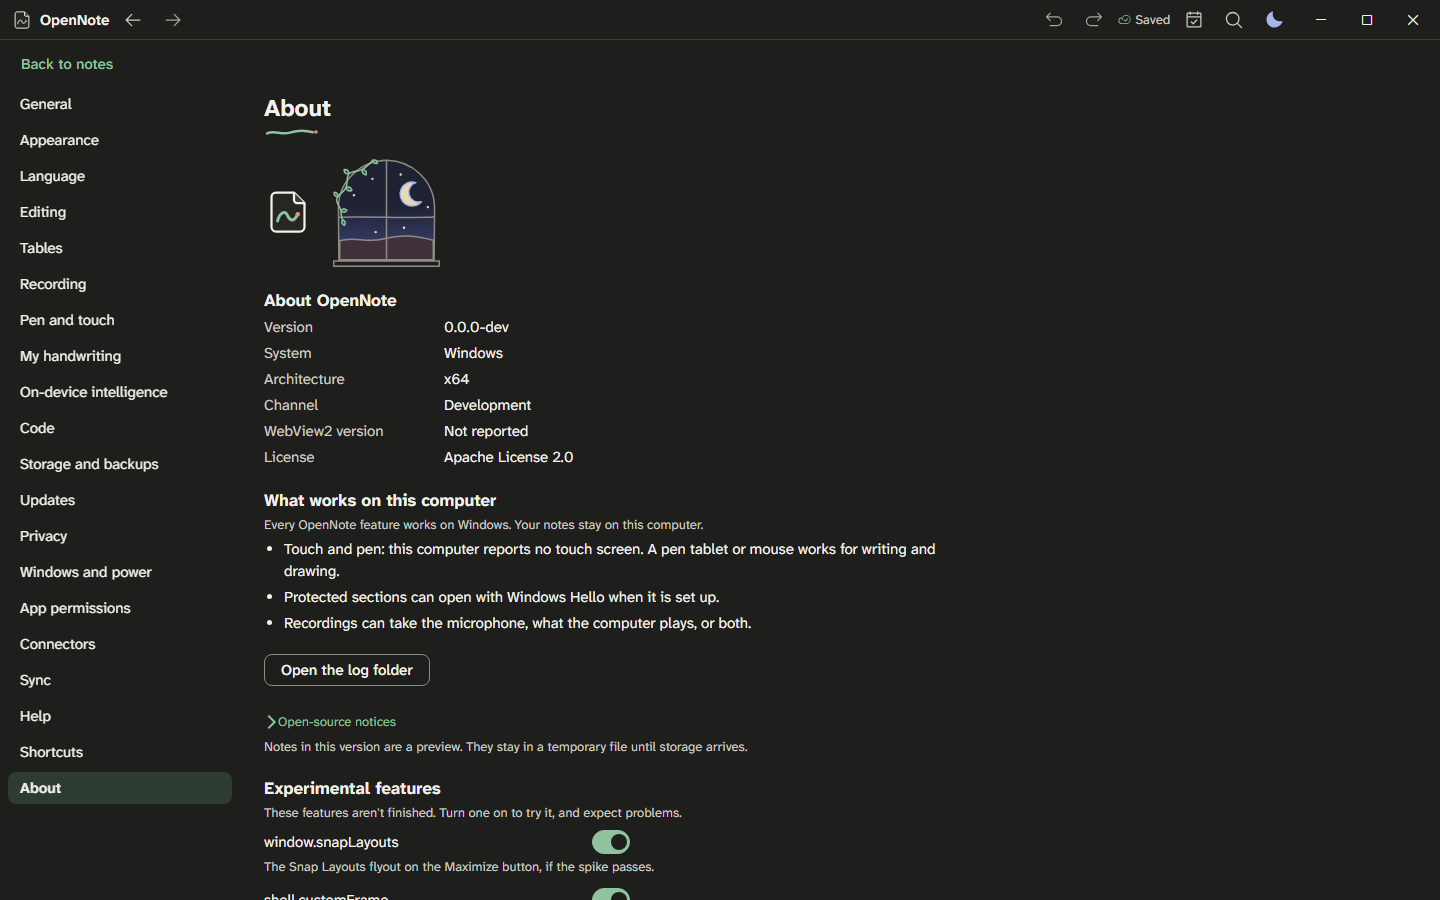 OpenNote
Saved
Back to notes
General
Appearance
Language
Editing
Tables
Recording
Pen and touch
My handwriting
On-device intelligence
Code
Storage and backups
Updates
Privacy
Windows and power
App permissions
Connectors
Sync
Help
Shortcuts
About
About
About OpenNote
Version 0.0.0-dev
System Windows
Architecture x64
Channel Development
WebView2 version Not reported
License Apache License 2.0
What works on this computer
Every OpenNote feature works on Windows. Your notes stay on this computer.
• Touch and pen: this computer reports no touch screen. A pen tablet or mouse works for writing and
drawing.
• Protected sections can open with Windows Hello when it is set up.
• Recordings can take the microphone, what the computer plays, or both.
Open the log folder
Open-source notices
Notes in this version are a preview. They stay in a temporary file until storage arrives.
Experimental features
These features aren't finished. Turn one on to try it, and expect problems.
window.snapLayouts
The Snap Layouts flyout on the Maximize button, if the spike passes.
shell.customFrame